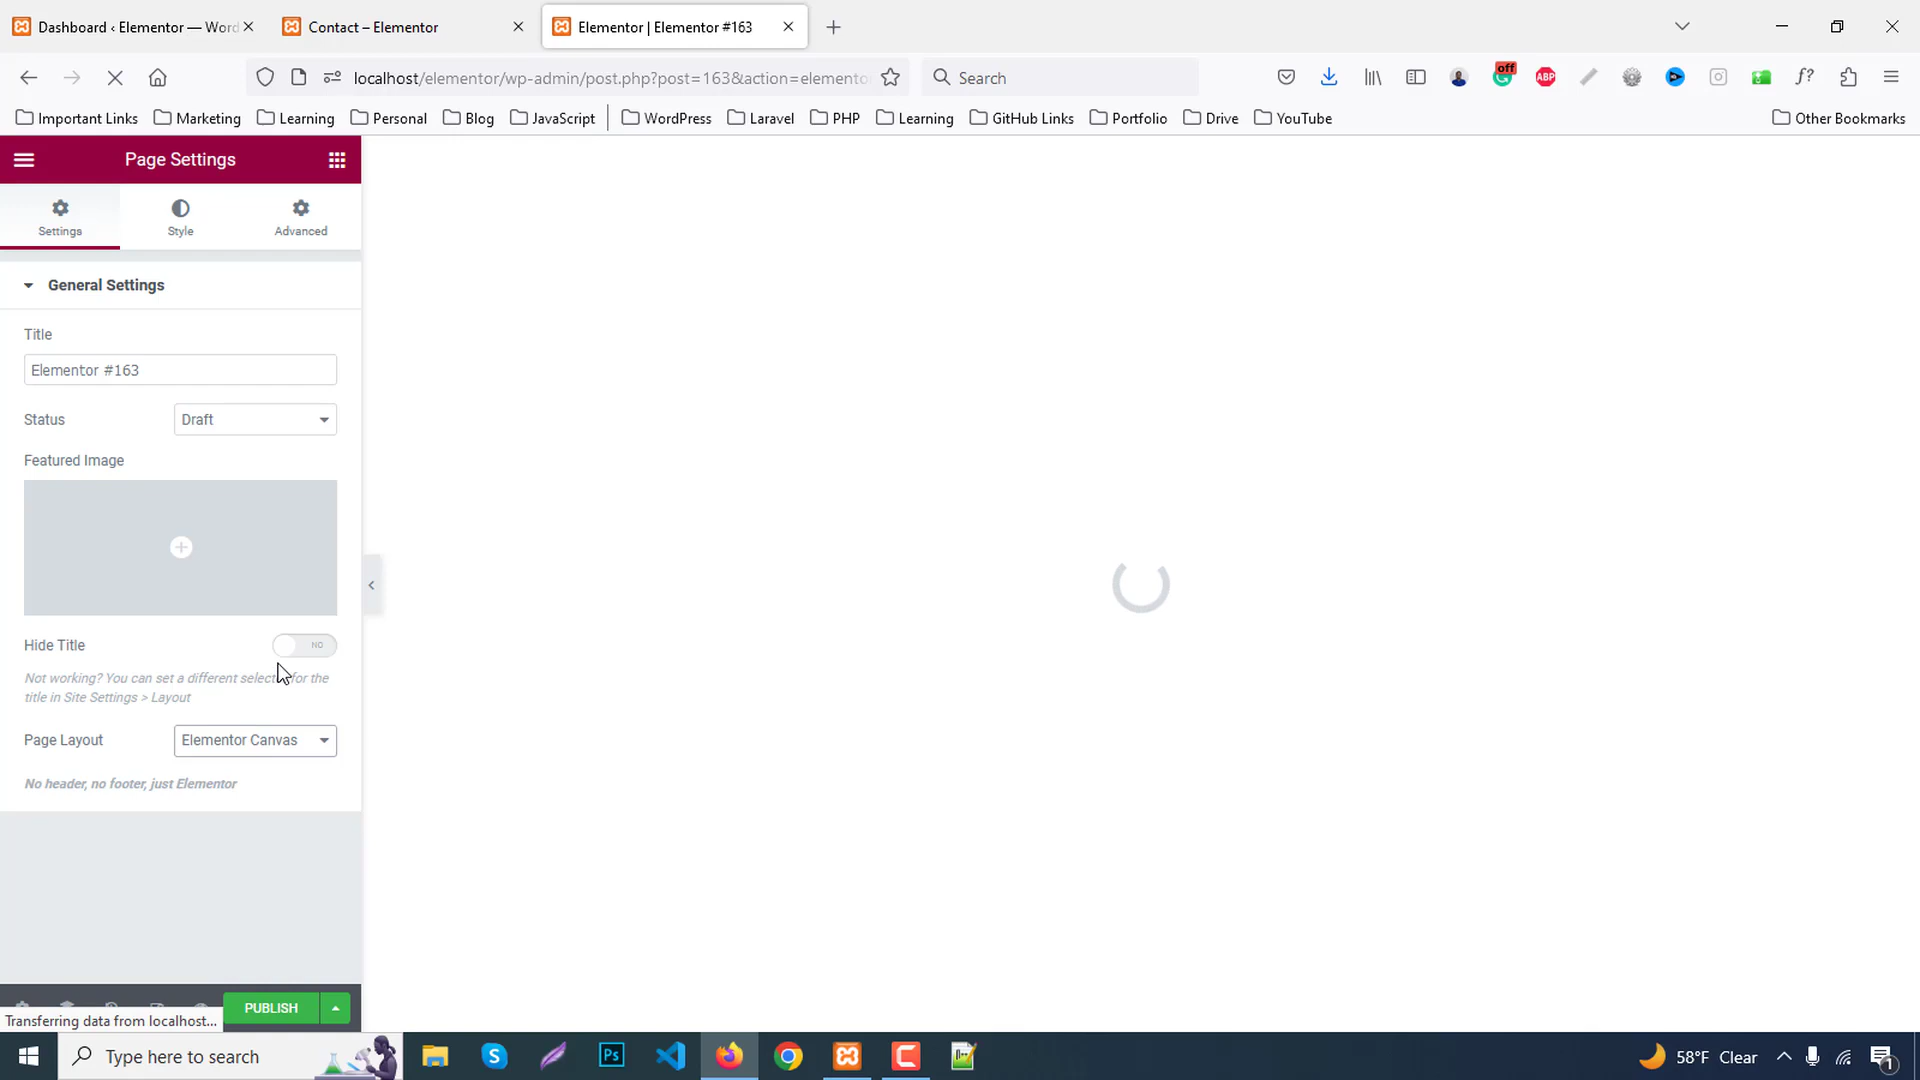 Dashboard ‹ Elementor — Word
Contact – Elementor
Elementor | Elementor #163
localhost/elementor/wp-admin/post.php?post=163&action=elemento
Search
off
ABP
f?
Important Links
Marketing
Learning
Personal
Blog
JavaScript
WordPress
Laravel
PHP
Learning
GitHub Links
Portfolio
Drive
YouTube
Other Bookmarks
Page Settings
Settings
Style
Advanced
General Settings
Title
Elementor #163
Status
Draft
Featured Image
Hide Title
NO
Not working? You can set a different select for the
title in Site Settings > Layout
Page Layout
Elementor Canvas
No header, no footer, just Elementor
PUBLISH
Transferring data from localhost...
Type here to search
S
Ps
58°F Clear
1